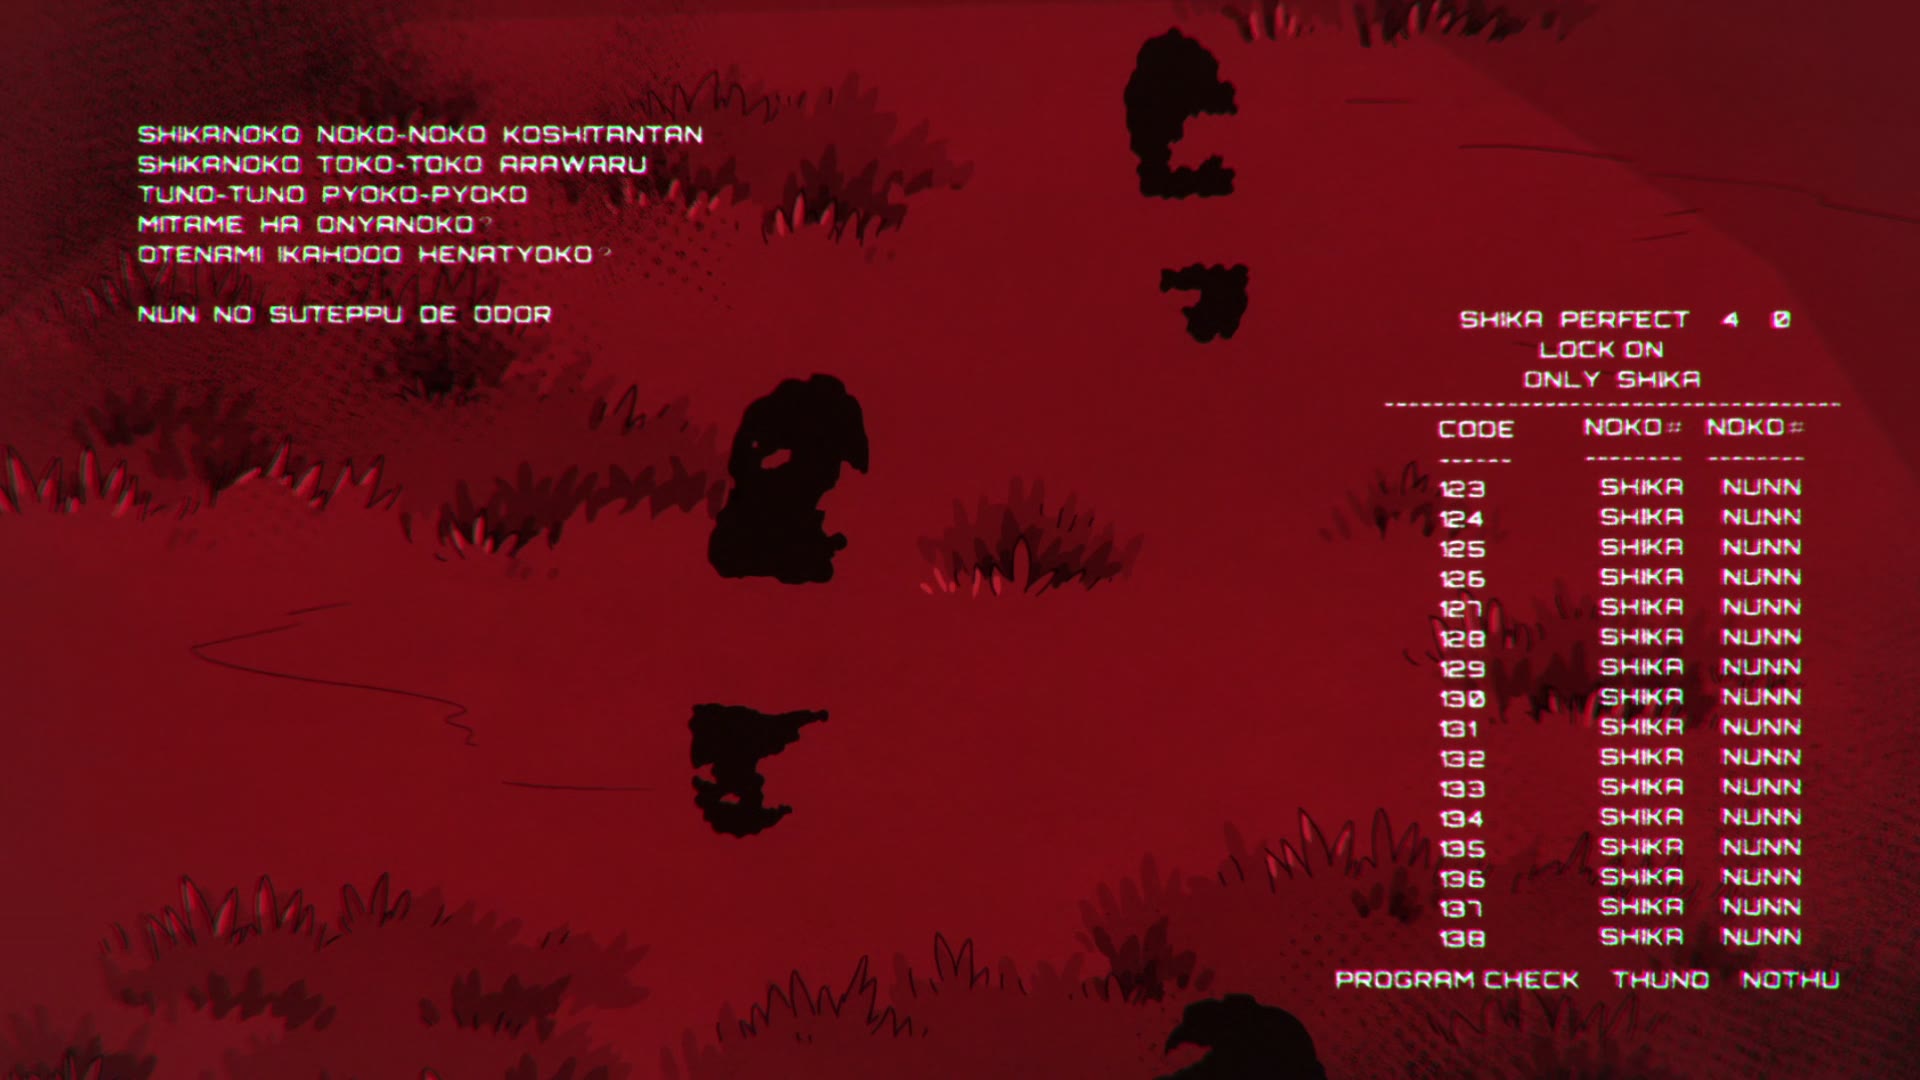 SHIKANOKO NOKO-NOKO KOSHITANTAN
SHIKANOKO TOKO-TOKO ARAWARU
TUNO-TUNO PYOKO-PYOKO
MITAME HA ONYANOKO?
OTENAMI IKAHODO HENATYOKO?
NUN NO SUTEPPU DE ODOR
SHIKA PERFECT 4 0
LOCK ON
ONLY SHIKA
CODE NOKO# NOKO#
123 SHIKA NUNN
124 SHIKA NUNN
125 SHIKA NUNN
126 SHIKA NUNN
127 SHIKA NUNN
128 SHIKA NUNN
129 SHIKA NUNN
130 SHIKA NUNN
131 SHIKA NUNN
132 SHIKA NUNN
133 SHIKA NUNN
134 SHIKA NUNN
135 SHIKA NUNN
136 SHIKA NUNN
137 SHIKA NUNN
138 SHIKA NUNN
PROGRAM CHECK THUNO NOTHU